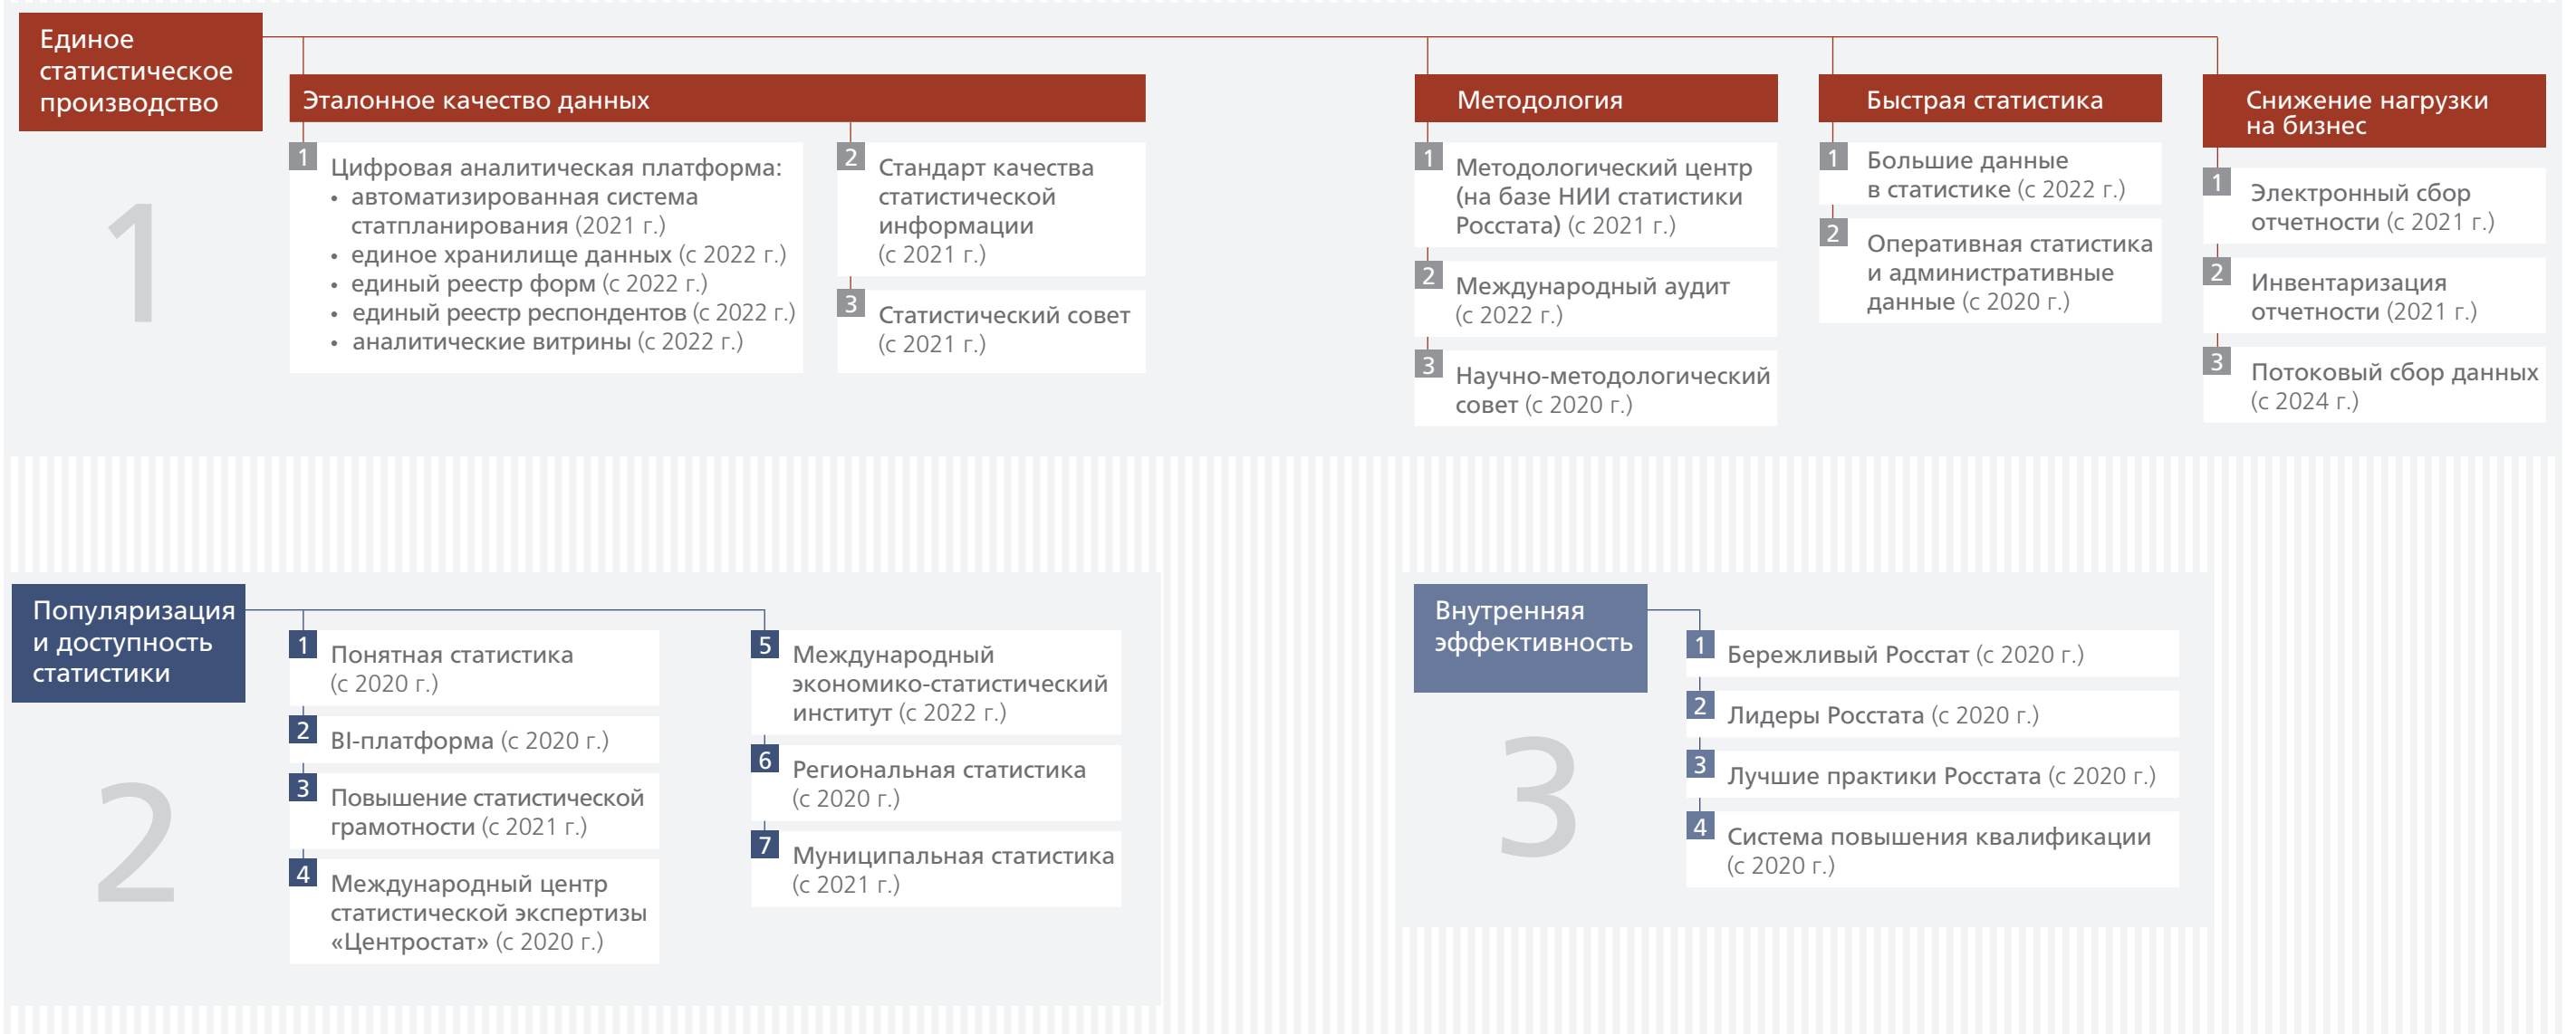 Единое
статистическое
производство
1
Эталонное качество данных
1
Цифровая аналитическая платформа:
• автоматизированная система
статпланирования (2021 г.)
• единое хранилище данных (с 2022 г.)
• единый реестр форм (с 2022 г.)
• единый реестр респондентов (с 2022 г.)
• аналитические витрины (с 2022 г.)
2
Стандарт качества
статистической
информации
(с 2021 г.)
3
Статистический совет
(с 2021 г.)
Методология
1
Методологический центр
(на базе НИИ статистики
Росстата) (с 2021 г.)
2
Международный аудит
(с 2022 г.)
3
Научно-методологический
совет (с 2020 г.)
Быстрая статистика
1
Большие данные
в статистике (с 2022 г.)
2
Оперативная статистика
и административные
данные (с 2020 г.)
Снижение нагрузки
на бизнес
1
Электронный сбор
отчетности (с 2021 г.)
2
Инвентаризация
отчетности (2021 г.)
3
Потоковый сбор данных
(с 2024 г.)
Популяризация
и доступность
статистики
2
1
Понятная статистика
(с 2020 г.)
2
BI-платформа (с 2020 г.)
3
Повышение статистической
грамотности (с 2021 г.)
4
Международный центр
статистической экспертизы
«Центростат» (с 2020 г.)
5
Международный
экономико-статистический
институт (с 2022 г.)
6
Региональная статистика
(с 2020 г.)
7
Муниципальная статистика
(с 2021 г.)
Внутренняя
эффективность
3
1
Бережливый Росстат (с 2020 г.)
2
Лидеры Росстата (с 2020 г.)
3
Лучшие практики Росстата (с 2020 г.)
4
Система повышения квалификации
(с 2020 г.)